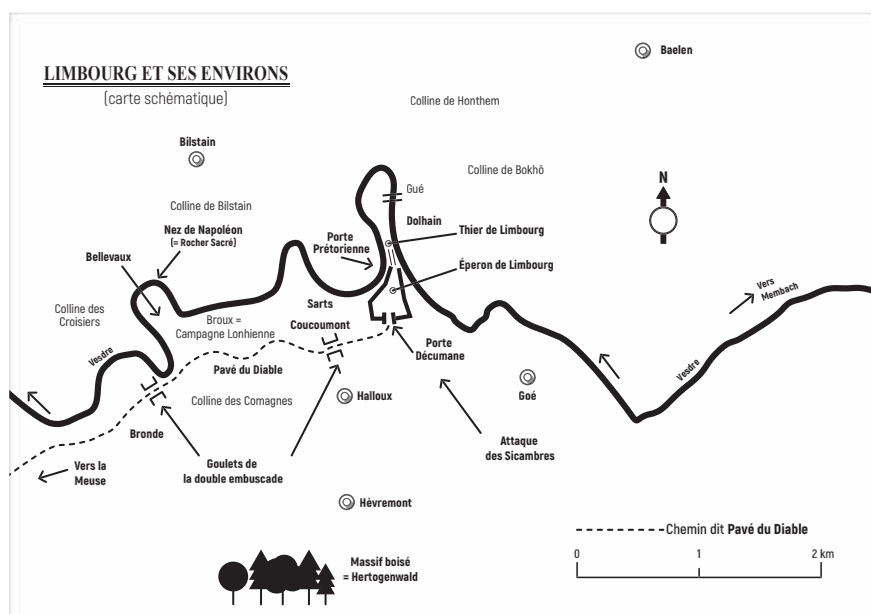 Baelen
LIMBOURG ET SES ENVIRONS
(carte schématique)
Colline de Honthem
Bilstain
Colline de Bokhô
N
Gué
Colline de Bilstain
Dolhain
Nez de Napoléon
(= Rocher Sacré)
Thier de Limbourg
Porte
Prétorienne
Bellevaux
Éperon de Limbourg
Vers
Membach
Sarts
Colline des
Croisiers
Broux =
Campagne Lonhienne
Coucoumont
Porte
Décumane
Vesdre
Vesdre
Pavé du Diable
Goé
Halloux
Colline des Comagnes
Bronde
Attaque
des Sicambres
Vers la
Meuse
Goulets de
la double embuscade
Hèvremont
Chemin dit Pavé du Diable
0 1 2 km
Massif boisé
= Hertogenwald